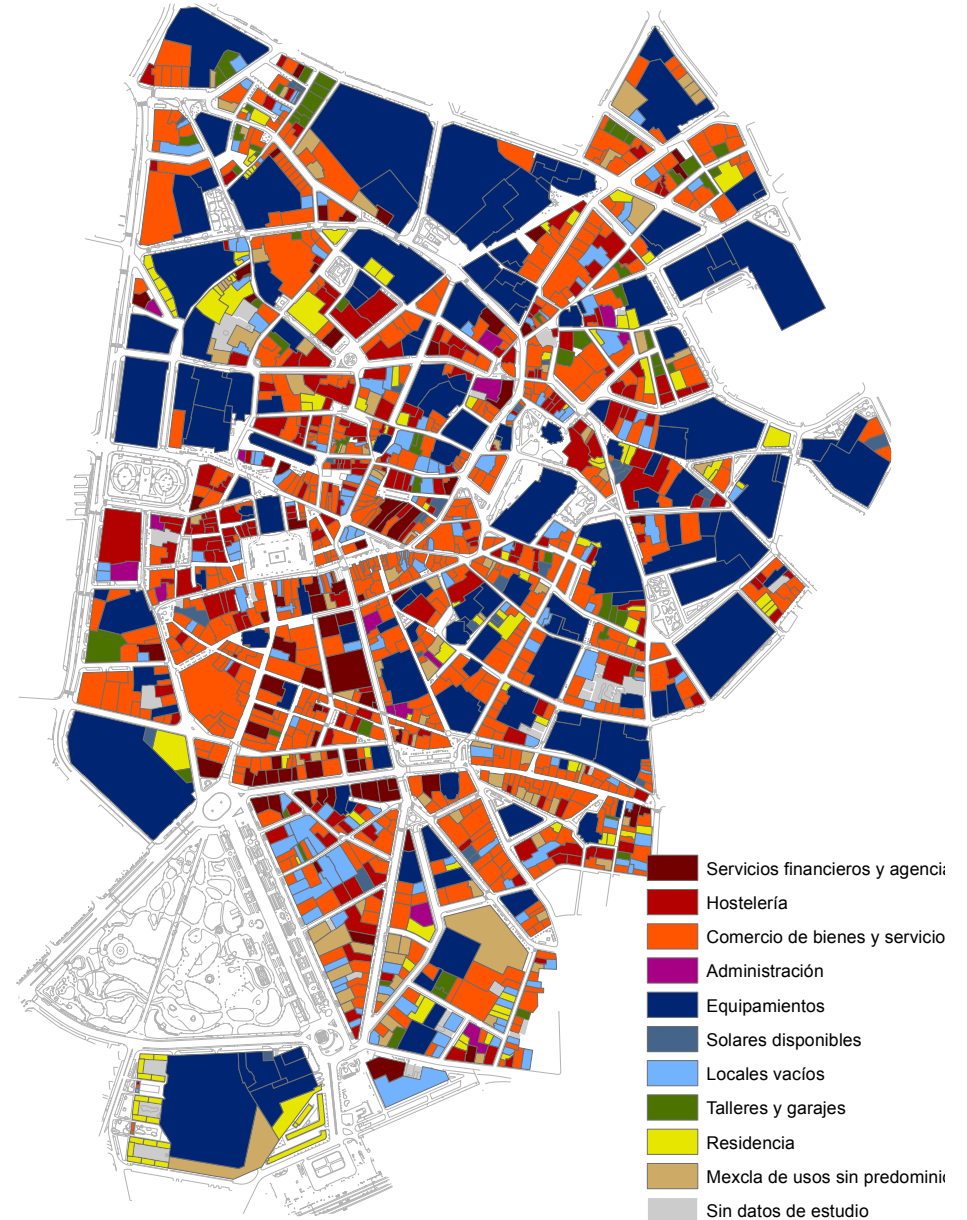 Servicios financieros y agencia
Hostelería
Comercio de bienes y servicio
Administración
Equipamientos
Solares disponibles
Locales vacíos
Talleres y garajes
Residencia
Mexcla de usos sin predomini
Sin datos de estudio